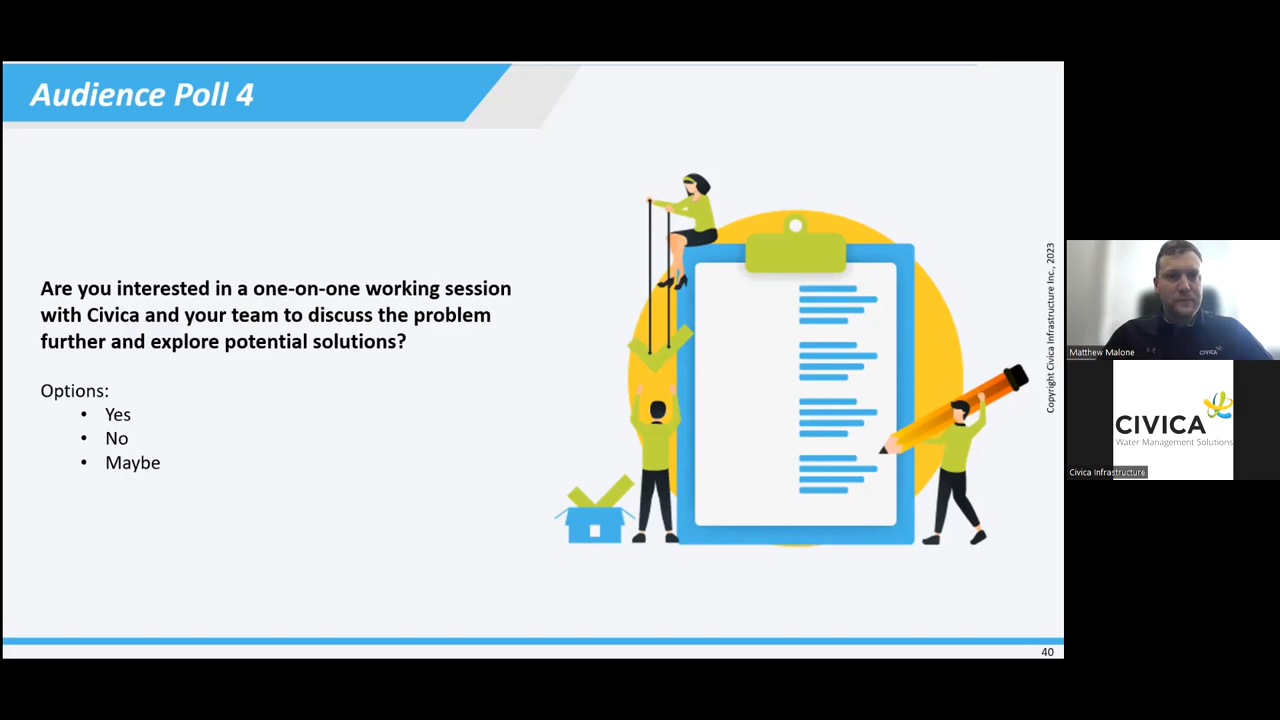 Audience Poll 4
Are you interested in a one-on-one working session
with Civica and your team to discuss the problem
further and explore potential solutions?
Options:
• Yes
• No
• Maybe
Copyright Civica Infrastructure Inc., 2023
40
CIVICA
Matthew Malone
CIVICA
Water Management Solutions
Civica Infrastructure